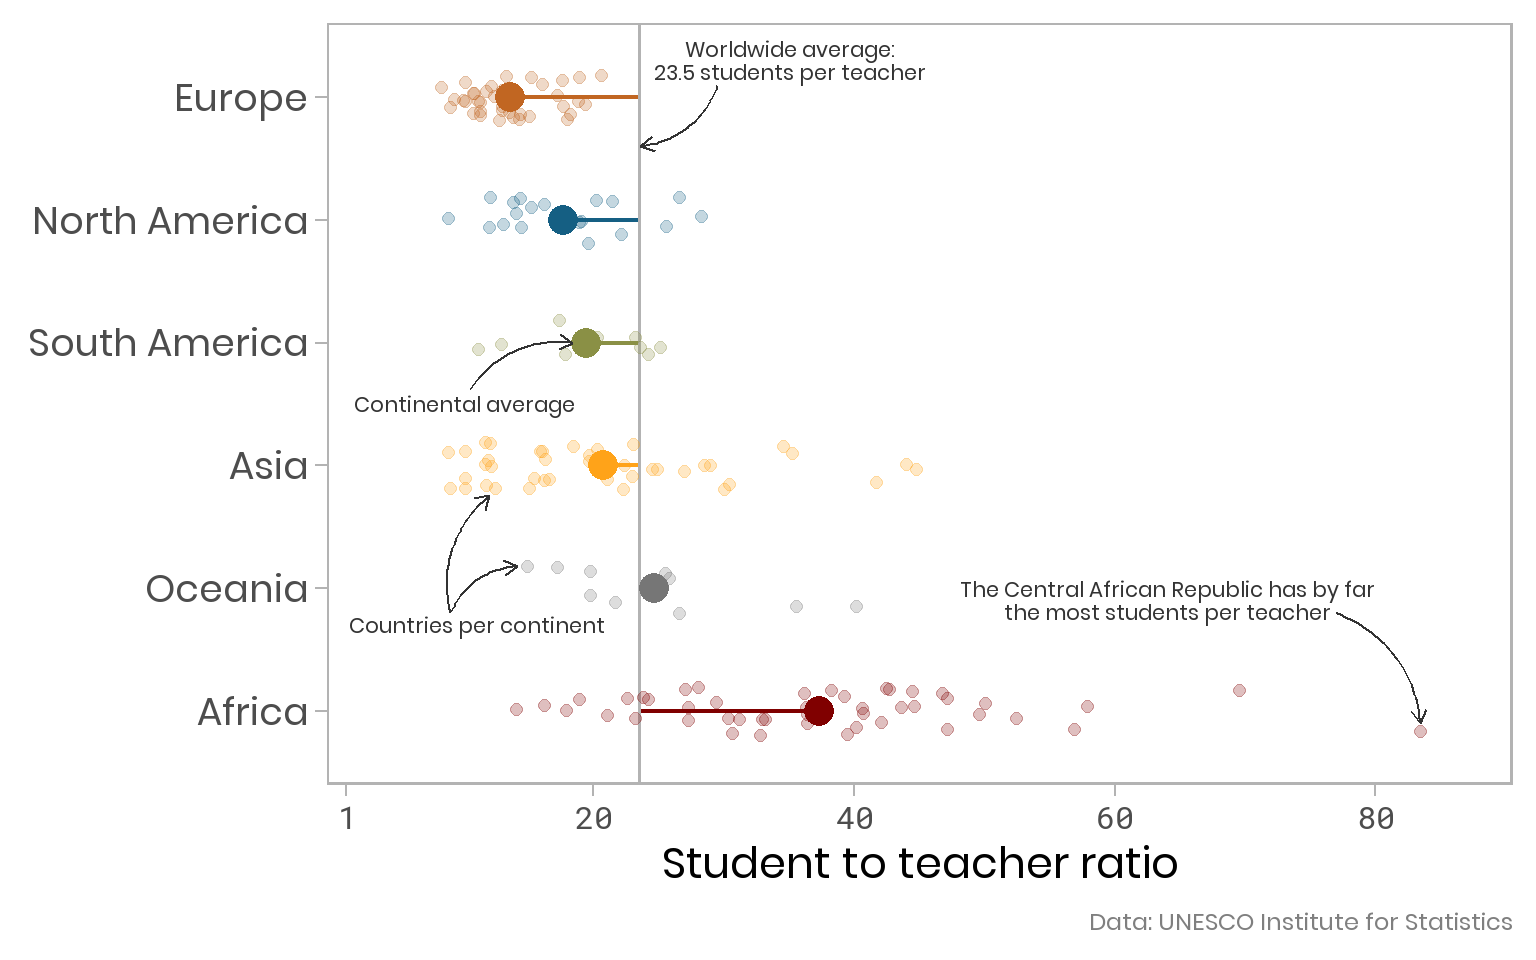 Worldwide average:
23.5 students per teacher
Europe
North America
South America
Continental average
Asia
Oceania
Countries per continent
The Central African Republic has by far
the most students per teacher
Africa
1 20 40 60 80
Student to teacher ratio
Data: UNESCO Institute for Statistics